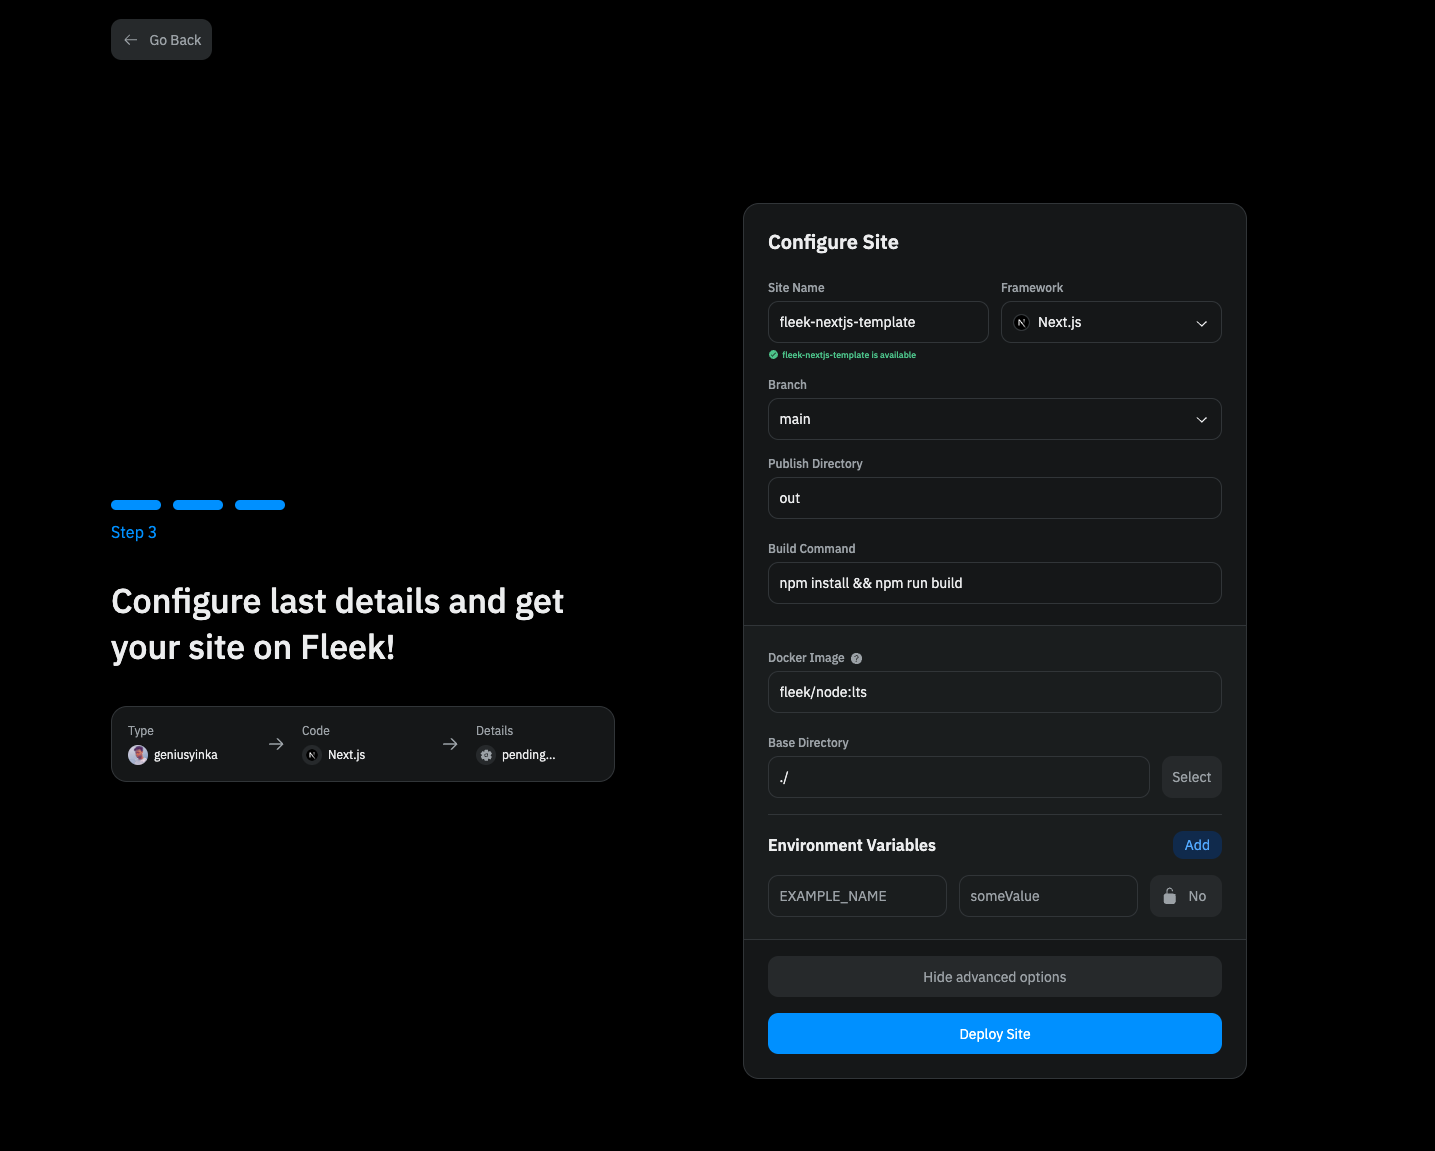 Go Back
Step 3
Configure last details and get
your site on Fleek!
Type
geniusyinka
Code
Next.js
Details
pending...
Configure Site
Site Name
Framework
fleek-nextjs-template
Next.js
fleek-nextjs-template is available
Branch
main
Publish Directory
out
Build Command
npm install && npm run build
Docker Image
fleek/node:lts
Base Directory
./
Select
Environment Variables
Add
EXAMPLE_NAME
someValue
No
Hide advanced options
Deploy Site